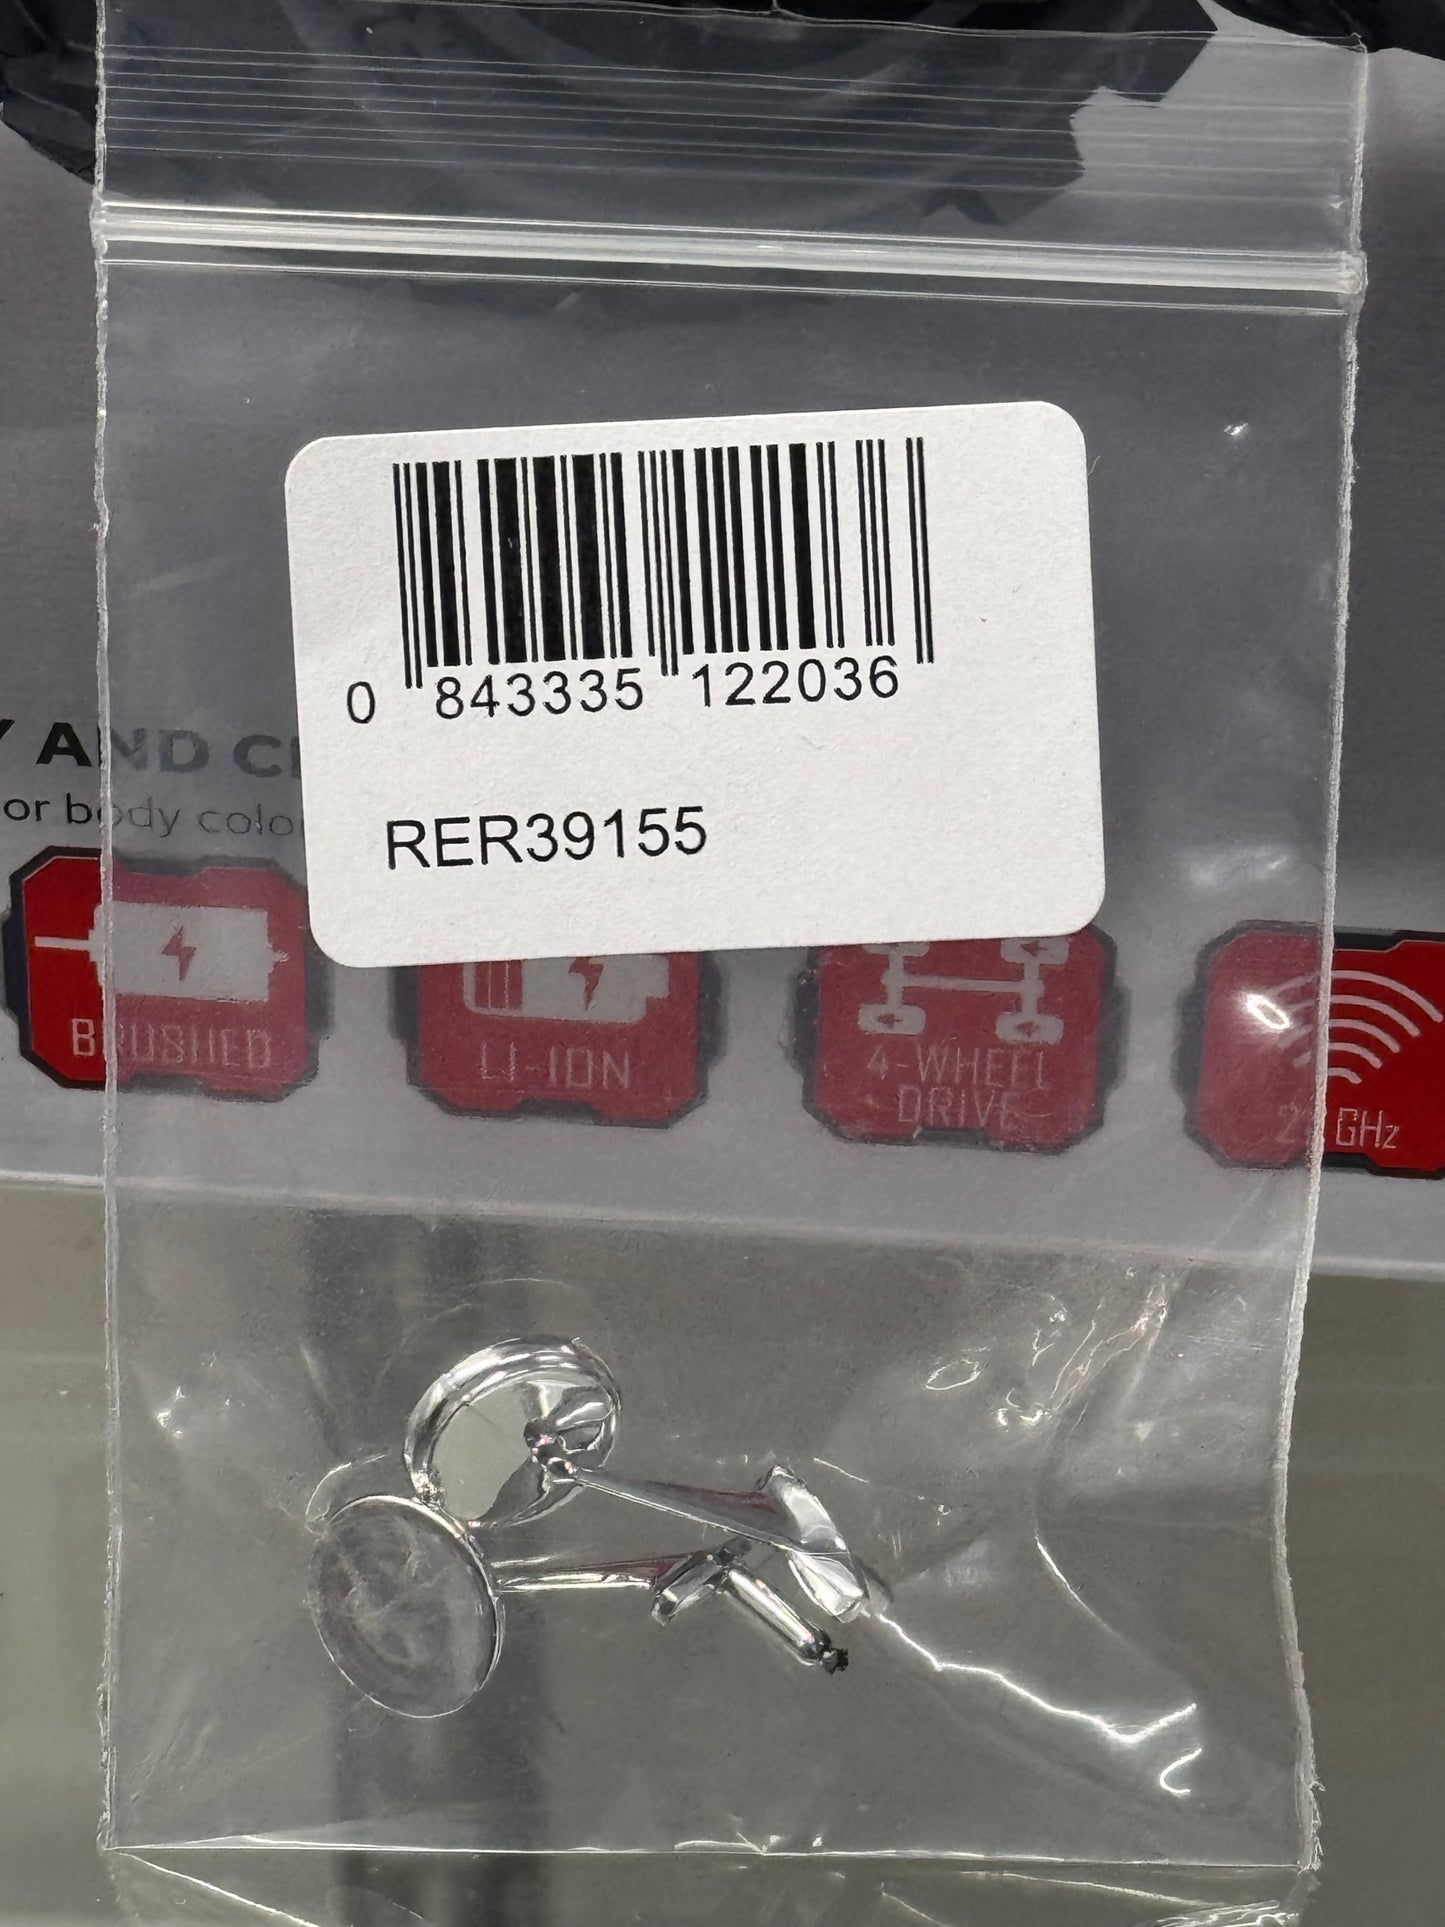 0 843335 122036
RER39155
Y AND C
or body colo
BRUSHED
LI-ION
4-WHEEL
DRIVE
GHz